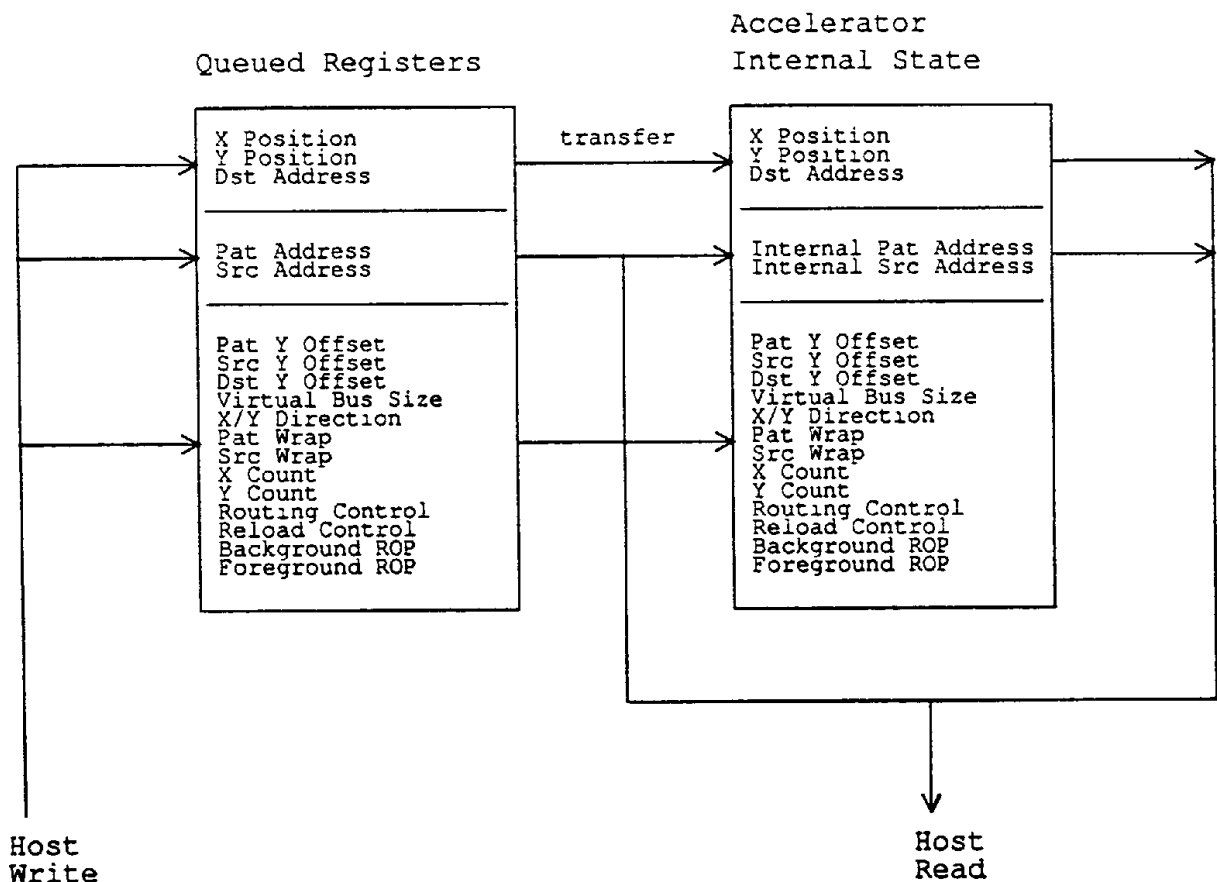 Accelerator
Internal State
Queued Registers
X Position
Y Position
Dst Address
Pat Address
Src Address
Pat Y Offset
Src Y Offset
Dst Y Offset
Virtual Bus Size
X/Y Direction
Pat Wrap
Src Wrap
X Count
Y Count
Routing Control
Reload Control
Background ROP
Foreground ROP
transfer
X Position
Y Position
Dst Address
Internal Pat Address
Internal Src Address
Pat Y Offset
Src Y Offset
Dst Y Offset
Virtual Bus Size
X/Y Direction
Pat Wrap
Src Wrap
X Count
Y Count
Routing Control
Reload Control
Background ROP
Foreground ROP
Host
Write
Host
Read